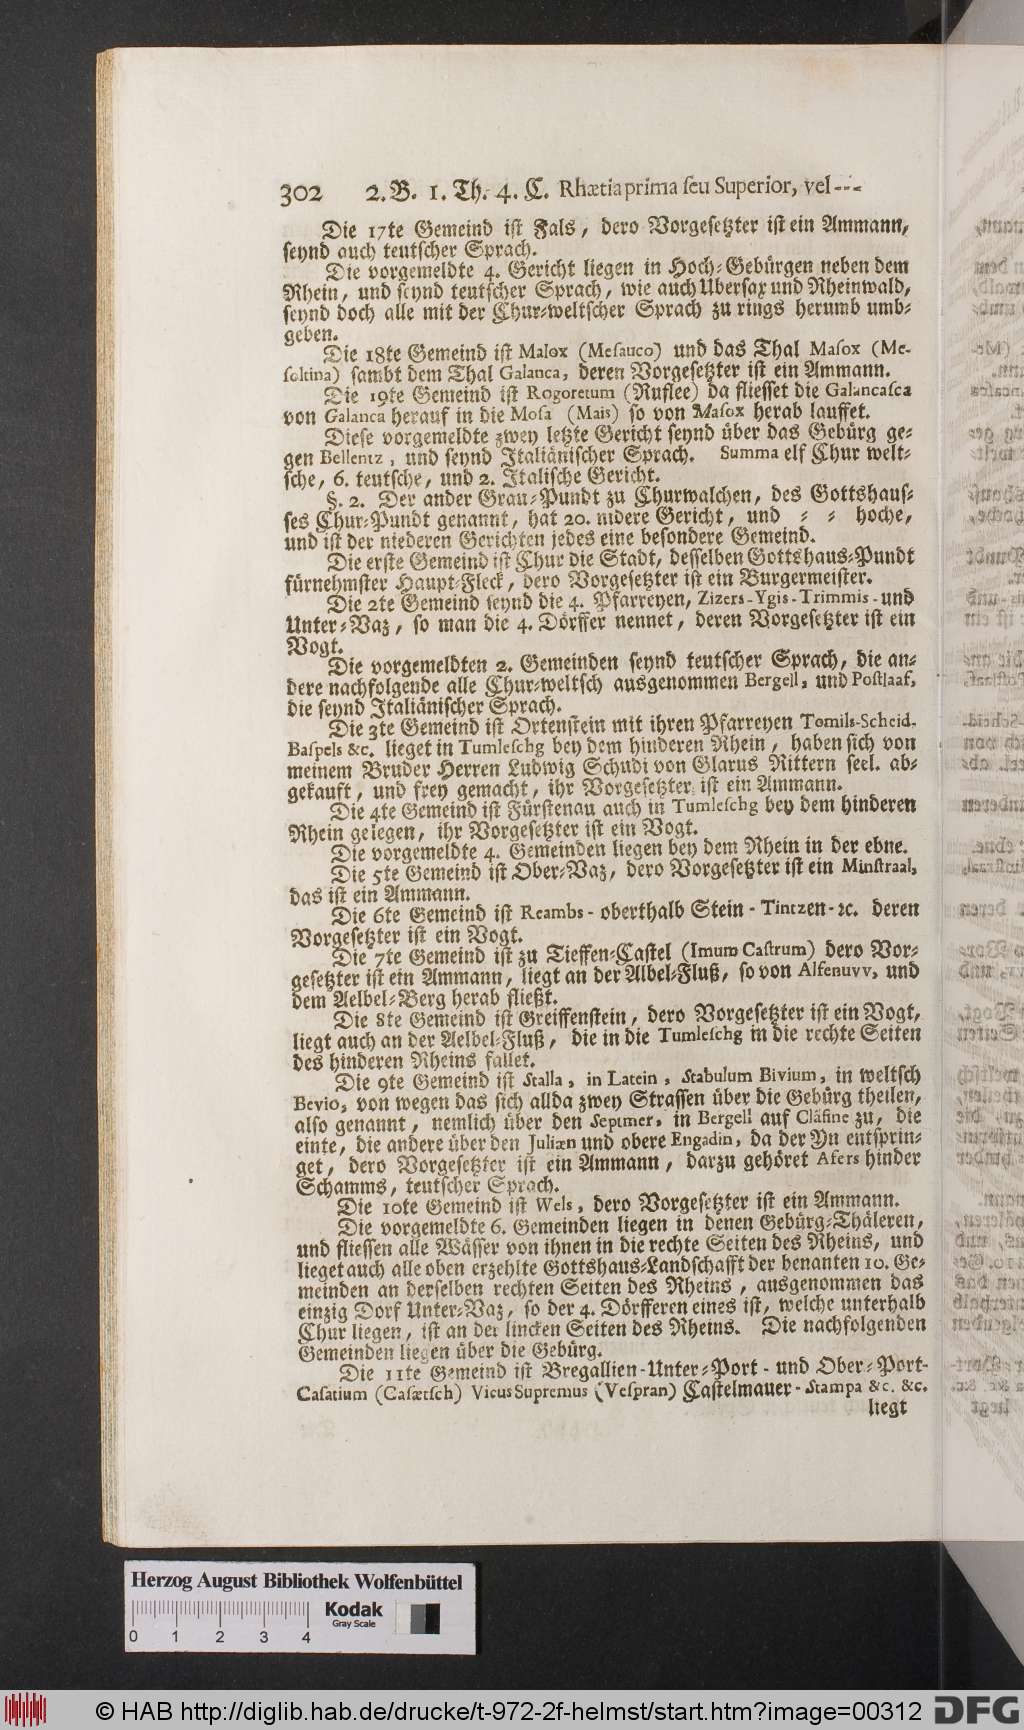 302 2. B. 1. Th. 4. C. Rhætia prima seu Superior, vel ---
Die 17te Gemeind ist Fals, dero Vorgesetzter ist ein Ammann,
seynd auch teutscher Sprach.
Die vorgemeldte 4. Gericht liegen in Hoch-Gebürgen neben dem
Rhein, und seynd teutscher Sprach, wie auch Ubersax und Rheinwald,
seynd doch alle mit der Chur-weltscher Sprach zu rings herumb umb-
geben.
Die 18te Gemeind ist Malox (Mesauco) und das Thal Masox (Me-
soltina) sambt dem Thal Galanca, deren Vorgesetzter ist ein Ammann.
Die 19te Gemeind ist Rogoretum (Ruflee) da fliesset die Galancasca
von Galanca herauf in die Mosa (Mais) so von Masox herab lauffet.
Diese vorgemeldte zwey letzte Gericht seynd über das Gebürg ge-
gen Bellentz, und seynd Italiänischer Sprach. Summa elf Chur welt-
sche, 6. teutsche, und 2. Italische Gericht.
§. 2. Der ander Grau-Pundt zu Churwalchen, des Gottshaus-
ses Chur-Pundt genannt, hat 20. nidere Gericht, und - - hoche,
und ist der niederen Gerichten jedes eine besondere Gemeind.
Die erste Gemeind ist Chur die Stadt, desselben Gottshaus-Pundt
fürnehmster Haupt-Fleck, dero Vorgesetzter ist ein Burgermeister.
Die 2te Gemeind seynd die 4. Pfarreyen, Zizers-Ygis-Trimmis-und
Unter-Vaz, so man die 4. Dörffer nennet, deren Vorgesetzter ist ein
Vogt.
Die vorgemeldten 2. Gemeinden seynd teutscher Sprach, die an-
dere nachfolgende alle Chur-weltsch ausgenommen Bergell, und Postlaaf,
die seynd Italiänischer Sprach.
Die 3te Gemeind ist Ortenstein mit ihren Pfarreyen Tomils-Scheid-
Baspels &c. lieget in Tumleschg bey dem hinderen Rhein, haben sich von
meinem Bruder Herren Ludwig Schudi von Glarus Rittern seel. ab-
gekauft, und frey gemacht, ihr Vorgesetzter ist ein Ammann.
Die 4te Gemeind ist Fürstenau auch in Tumleschg bey dem hinderen
Rhein gelegen, ihr Vorgesetzter ist ein Vogt.
Die vorgemeldte 4. Gemeinden liegen bey dem Rhein in der ebne.
Die 5te Gemeind ist Ober-Vaz, dero Vorgesetzter ist ein Minstraal,
das ist ein Ammann.
Die 6te Gemeind ist Reambs-oberthalb Stein-Tintzen-2c. deren
Vorgesetzter ist ein Vogt.
Die 7te Gemeind ist zu Tieffen-Castel (Imum Castrum) dero Vor-
gesetzter ist ein Ammann, liegt an der Albel-Fluß, so von Alfenuvv, und
dem Aelbel-Berg herab fließt.
Die 8te Gemeind ist Greiffenstein, dero Vorgesetzter ist ein Vogt,
liegt auch an der Aelbel-Fluß, die in die Tumleschg in die rechte Seiten
des hinderen Rheins fallet.
Die 9te Gemeind ist Stalla, in Latein, Stabulum Bivium, in weltsch
Bevio, von wegen das sich allda zwey Strassen über die Gebürg theilen,
also genannt, nemlich über den Septmer, in Bergell auf Cläfine zu, die
einte, die andere über den Juliæn und obere Engadin, da der Yn entsprin-
get, dero Vorgesetzter ist ein Ammann, darzu gehöret Afers hinder
Schamms, teutscher Sprach.
Die 10te Gemeind ist Wels, dero Vorgesetzter ist ein Ammann.
Die vorgemeldte 6. Gemeinden liegen in denen Gebürg-Thäleren,
und fliessen alle Wässer von ihnen in die rechte Seiten des Rheins, und
lieget auch alle oben erzehlte Gottshaus-Landschafft der benanten 10. Ge-
meinden an derselben rechten Seiten des Rheins, ausgenommen das
einzig Dorf Unter-Vaz, so der 4. Dörfferen eines ist, welche unterhalb
Chur liegen, ist an der lincken Seiten des Rheins. Die nachfolgenden
Gemeinden liegen über die Gebürg.
Die 11te Gemeind ist Bregallien-Unter-Port-und Ober-Port-
Casatium (Casætsch) Vicus Supremus (Vespran) Castelmauer-Stampa &c. &c.
liegt
Herzog August Bibliothek Wolfenbüttel
Kodak
Gray Scale
0 1 2 3 4
© HAB http://diglib.hab.de/drucke/t-972-2f-helmst/start.htm?image=00312
DFG